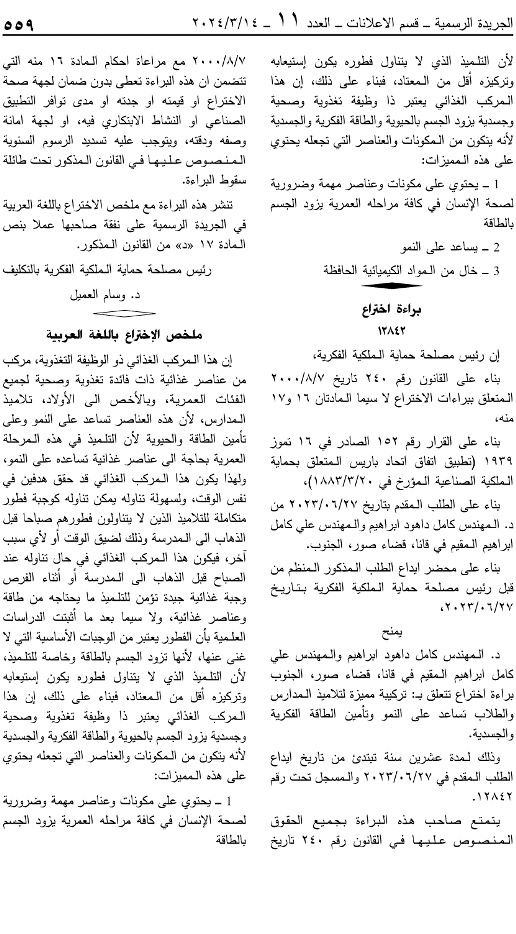 الجريدة الرسمية ــ قسم الاعلانات ــ العدد ١١ ــ ٢٠٢٤/٣/١٤
٥٥٩
لأن التلميذ الذي لا يتناول فطوره يكون إستيعابه
وتركيزه أقل من المعتاد، فبناء على ذلك، إن هذا
المركب الغذائي يعتبر ذا وظيفة تغذوية وصحية
وجسدية يزود الجسم بالحيوية والطاقة الفكرية والجسدية
لأنه يتكون من المكونات والعناصر التي تجعله يحتوي
على هذه المميزات:
1 ــ يحتوي على مكونات وعناصر مهمة وضرورية
لصحة الإنسان في كافة مراحله العمرية يزود الجسم
بالطاقة
2 ــ يساعد على النمو
3 ــ خال من المواد الكيميائية الحافظة
براءة اختراع
١٢٨٤٢
إن رئيس مصلحة حماية الملكية الفكرية،
بناء على القانون رقم ٢٤٠ تاريخ ٢٠٠٠/٨/٧
المتعلق ببراءات الاختراع لا سيما المادتان ١٦ و١٧
منه،
بناء على القرار رقم ١٥٢ الصادر في ١٦ تموز
١٩٣٩ (تطبيق اتفاق اتحاد باريس المتعلق بحماية
الملكية الصناعية المؤرخ في ١٨٨٣/٣/٢٠)،
بناء على الطلب المقدم بتاريخ ٢٠٢٣/٠٦/٢٧ من
د. المهندس كامل داهود ابراهيم والمهندس علي كامل
ابراهيم المقيم في قانا، قضاء صور، الجنوب.
بناء على محضر ايداع الطلب المذكور المنظم من
قبل رئيس مصلحة حماية الملكية الفكرية بتاريخ
٢٠٢٣/٠٦/٢٧،
يمنح
د. المهندس كامل داهود ابراهيم والمهندس علي
كامل ابراهيم المقيم في قانا، قضاء صور، الجنوب
براءة اختراع تتعلق بـ: تركيبة مميزة لتلاميذ المدارس
والطلاب تساعد على النمو وتأمين الطاقة الفكرية
والجسدية.
وذلك لمدة عشرين سنة تبتدئ من تاريخ ايداع
الطلب المقدم في ٢٠٢٣/٠٦/٢٧ والمسجل تحت رقم
١٢٨٤٢.
يتمتع صاحب هذه البراءة بجميع الحقوق
المنصوص عليها في القانون رقم ٢٤٠ تاريخ
٢٠٠٠/٨/٧ مع مراعاة احكام المادة ١٦ منه التي
تتضمن ان هذه البراءة تعطى بدون ضمان لجهة صحة
الاختراع او قيمته او جدته او مدى توافر التطبيق
الصناعي او النشاط الابتكاري فيه، او لجهة امانة
وصفه ودقته، ويتوجب عليه تسديد الرسوم السنوية
المنصوص عليها في القانون المذكور تحت طائلة
سقوط البراءة.
تنشر هذه البراءة مع ملخص الاختراع باللغة العربية
في الجريدة الرسمية على نفقة صاحبها عملا بنص
المادة ١٧ «د» من القانون المذكور.
رئيس مصلحة حماية الملكية الفكرية بالتكليف
د. وسام العميل
ملخص الإختراع باللغة العربية
إن هذا المركب الغذائي ذو الوظيفة التغذوية، مركب
من عناصر غذائية ذات فائدة تغذوية وصحية لجميع
الفئات العمرية، وبالأخص الى الأولاد، تلاميذ
المدارس، لأن هذه العناصر تساعد على النمو وعلى
تأمين الطاقة والحيوية لأن التلميذ في هذه المرحلة
العمرية بحاجة الى عناصر غذائية تساعده على النمو،
ولهذا يكون هذا المركب الغذائي قد حقق هدفين في
نفس الوقت، ولسهولة تناوله يمكن تناوله كوجبة فطور
متكاملة للتلاميذ الذين لا يتناولون فطورهم صباحا قبل
الذهاب الى المدرسة وذلك لضيق الوقت أو لأي سبب
آخر، فيكون هذا المركب الغذائي في حال تناوله عند
الصباح قبل الذهاب الى المدرسة أو أثناء الفرص
وجبة غذائية جيدة تؤمن للتلميذ ما يحتاجه من طاقة
وعناصر غذائية، ولا سيما بعد ما أثبتت الدراسات
العلمية بأن الفطور يعتبر من الوجبات الأساسية التي لا
غنى عنها، لأنها تزود الجسم بالطاقة وخاصة للتلميذ،
لأن التلميذ الذي لا يتناول فطوره يكون إستيعابه
وتركيزه أقل من المعتاد، فبناء على ذلك، إن هذا
المركب الغذائي يعتبر ذا وظيفة تغذوية وصحية
وجسدية يزود الجسم بالحيوية والطاقة الفكرية والجسدية
لأنه يتكون من المكونات والعناصر التي تجعله يحتوي
على هذه المميزات:
1 ــ يحتوي على مكونات وعناصر مهمة وضرورية
لصحة الإنسان في كافة مراحله العمرية يزود الجسم
بالطاقة